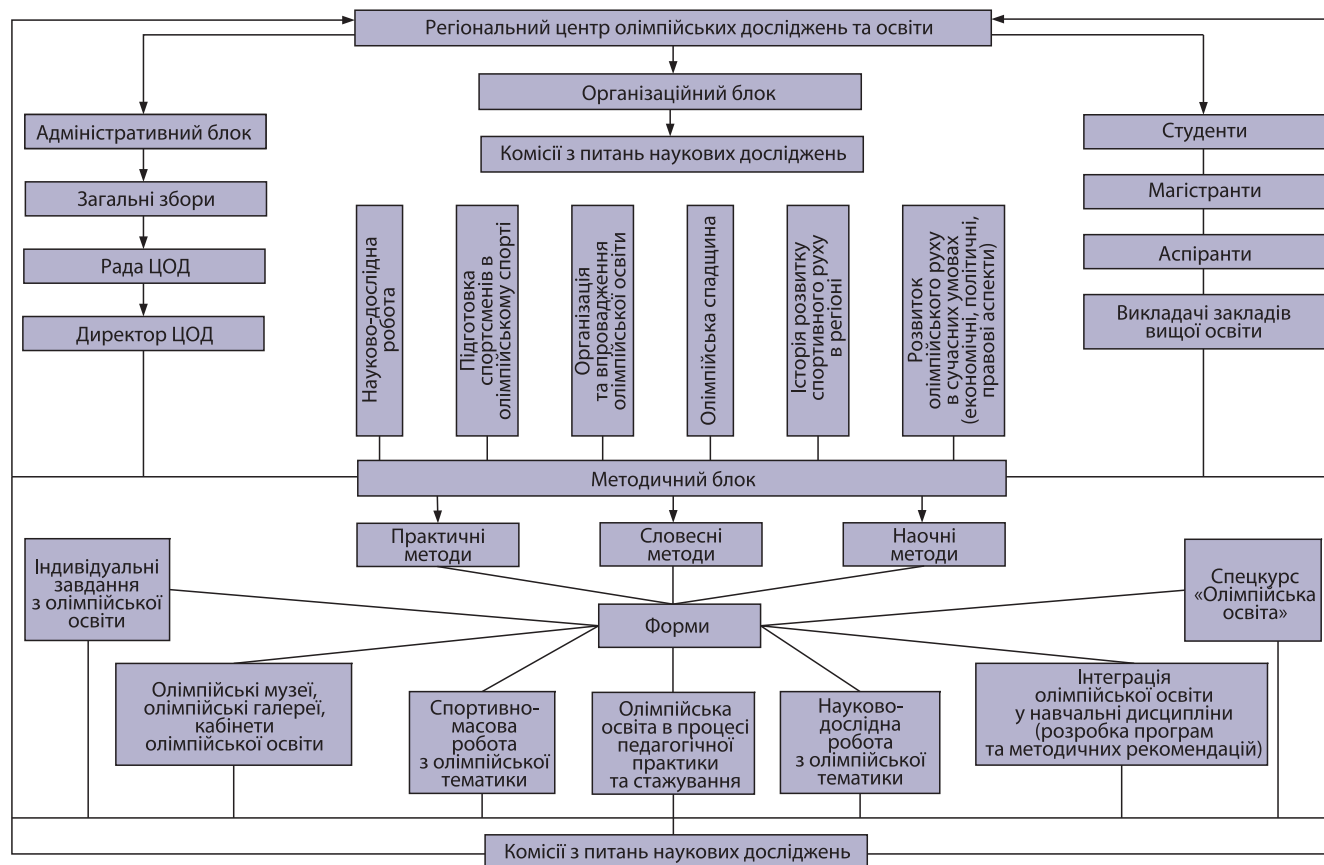 Регіональний центр олімпійських досліджень та освіти
Організаційний блок
Комісії з питань наукових досліджень
Адміністративний блок
Загальні збори
Рада ЦОД
Директор ЦОД
Студенти
Магістранти
Аспіранти
Викладачі закладів
вищої освіти
Науково-дослідна
робота
Підготовка
спортсменів в
олімпійському спорті
Організація
та впровадження
олімпійської освіти
Олімпійська спадщина
Історія розвитку
спортивного руху
в регіоні
Розвиток
олімпійського руху
в сучасних умовах
(економічні, політичні,
правові аспекти)
Методичний блок
Практичні
методи
Словесні
методи
Наочні
методи
Індивідуальні
завдання
з олімпійської
освіти
Форми
Спецкурс
«Олімпійська
освіта»
Олімпійські музеї,
олімпійські галереї,
кабінети
олімпійської освіти
Спортивно-
масова
робота
з олімпійської
тематики
Олімпійська
освіта в процесі
педагогічної
практики
та стажування
Науково-
дослідна
робота
з олімпійської
тематики
Інтеграція
олімпійської освіти
у навчальні дисципліни
(розробка програм
та методичних рекомендацій)
Комісії з питань наукових досліджень